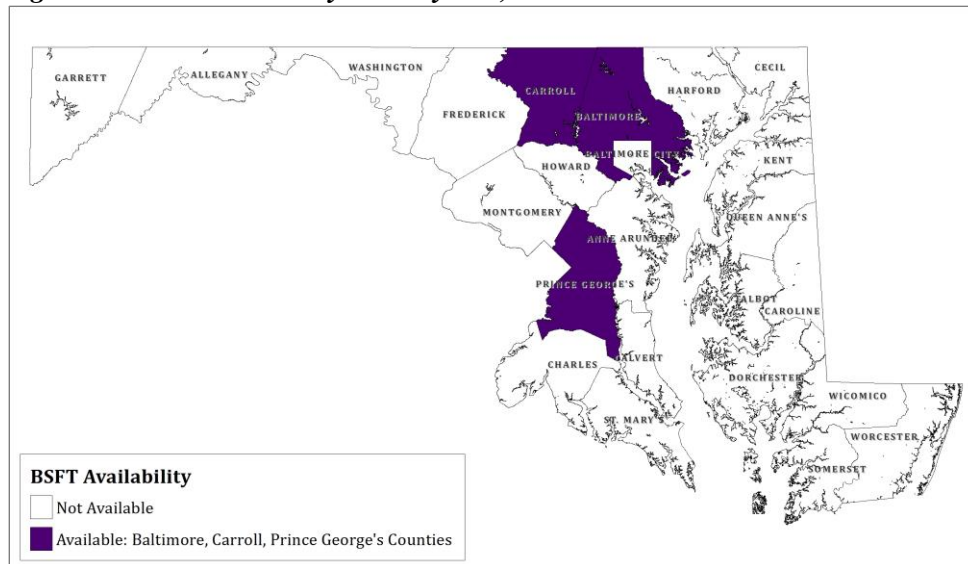 GARRETT
ALLEGANY
WASHINGTON
FREDERICK
CARROLL
BALTIMORE
HARFORD
CECIL
BALTIMORE CITY
HOWARD
KENT
MONTGOMERY
QUEEN ANNE'S
ANNE ARUNDEL
PRINCE GEORGE'S
TALBOT
CAROLINE
CHARLES
CALVERT
DORCHESTER
WICOMICO
ST. MARY'S
WORCESTER
SOMERSET
BSFT Availability
Not Available
Available: Baltimore, Carroll, Prince George's Counties